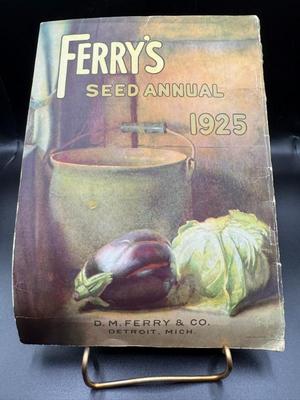 FERRY'S
SEED ANNUAL
1925
D. M. FERRY & CO.
DETROIT, MICH.